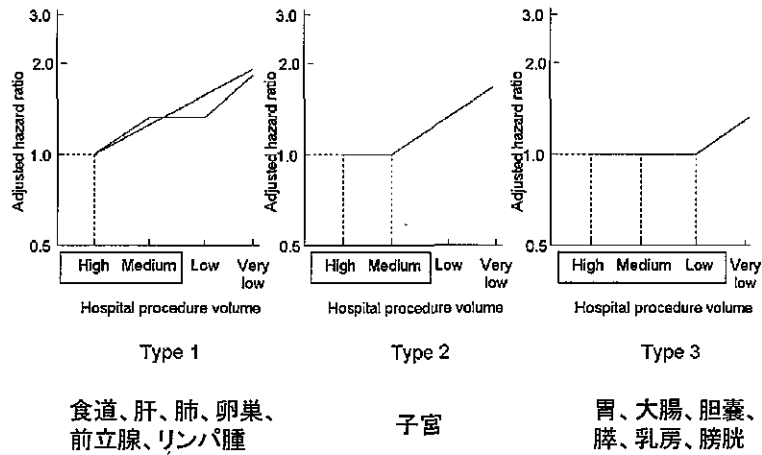 3.0
2.0
1.0
0.5
Adjusted hazard ratio
High Medium Low Very low
Hospital procedure volume
Type 1
食道、肝、肺、卵巣、
前立腺、リンパ腫
3.0
2.0
1.0
0.5
Adjusted hazard ratio
High Medium Low Very low
Hospital procedure volume
Type 2
子宮
3.0
2.0
1.0
0.5
Adjusted hazard ratio
High Medium Low Very low
Hospital procedure volume
Type 3
胃、大腸、胆嚢、
膵、乳房、膀胱